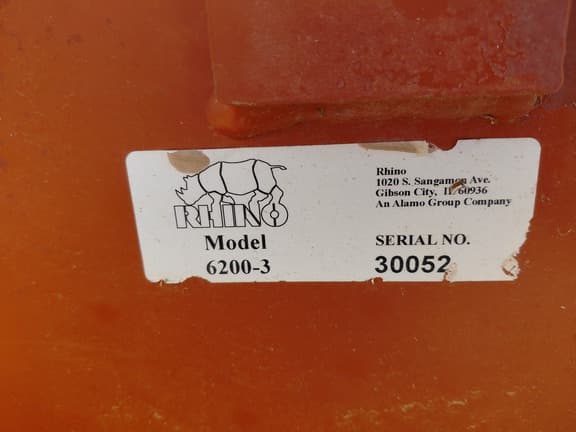 RHINO
Model
6200-3
Rhino
1020 S. Sangamon Ave.
Gibson City, IL 60936
An Alamo Group Company
SERIAL NO.
30052